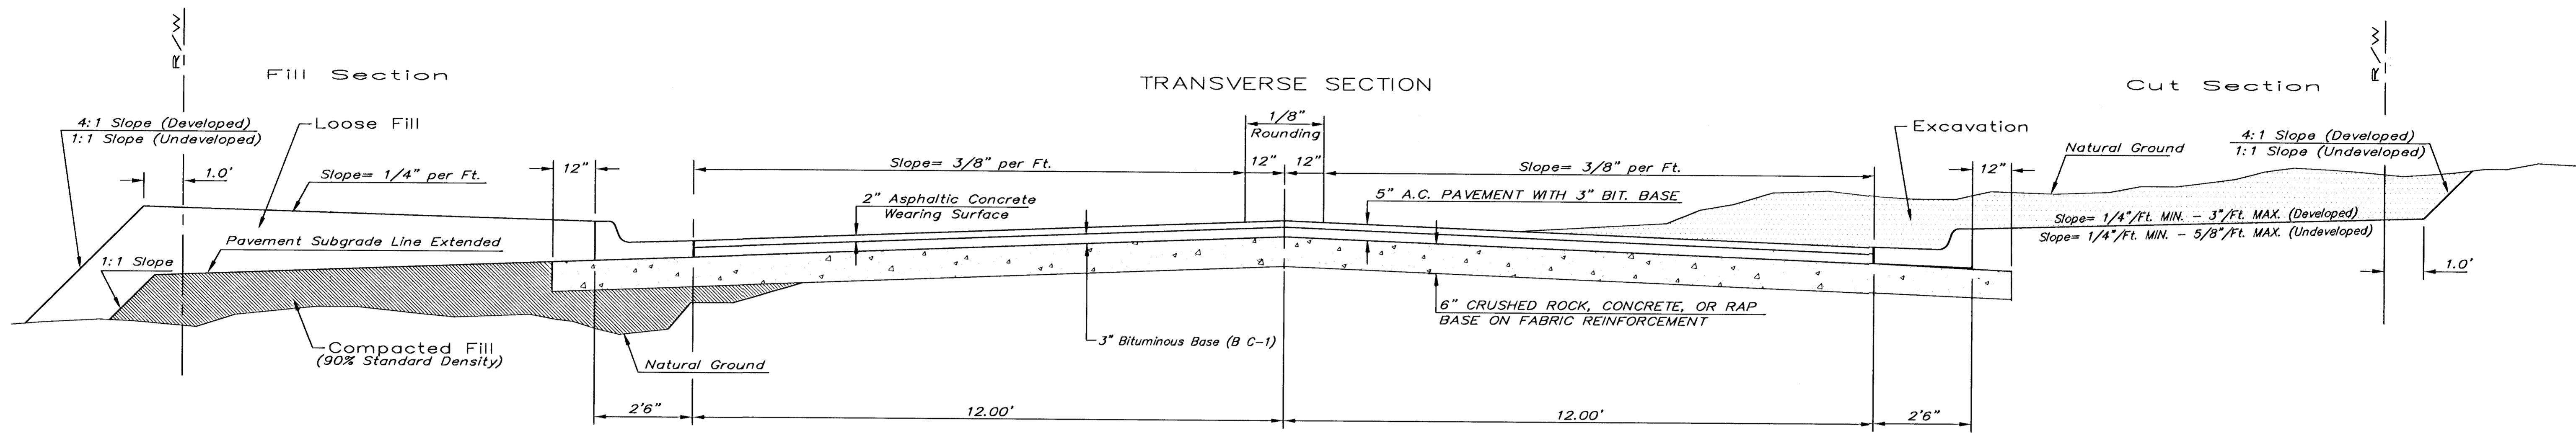 R/W
Fill Section
TRANSVERSE SECTION
Cut Section
R/W
4:1 Slope (Developed)
1:1 Slope (Undeveloped)
Loose Fill
1.0'
Slope= 1/4" per Ft.
12"
Slope= 3/8" per Ft.
1/8"
Rounding
12"
12"
Slope= 3/8" per Ft.
Excavation
Natural Ground
4:1 Slope (Developed)
1:1 Slope (Undeveloped)
12"
2" Asphaltic Concrete
Wearing Surface
5" A.C. PAVEMENT WITH 3" BIT. BASE
Slope= 1/4"/Ft. MIN. - 3"/Ft. MAX. (Developed)
Slope= 1/4"/Ft. MIN. - 5/8"/Ft. MAX. (Undeveloped)
Pavement Subgrade Line Extended
1:1 Slope
1.0'
6" CRUSHED ROCK, CONCRETE, OR RAP
BASE ON FABRIC REINFORCEMENT
3" Bituminous Base (B C-1)
Compacted Fill
(90% Standard Density)
Natural Ground
2'6"
12.00'
12.00'
2'6"